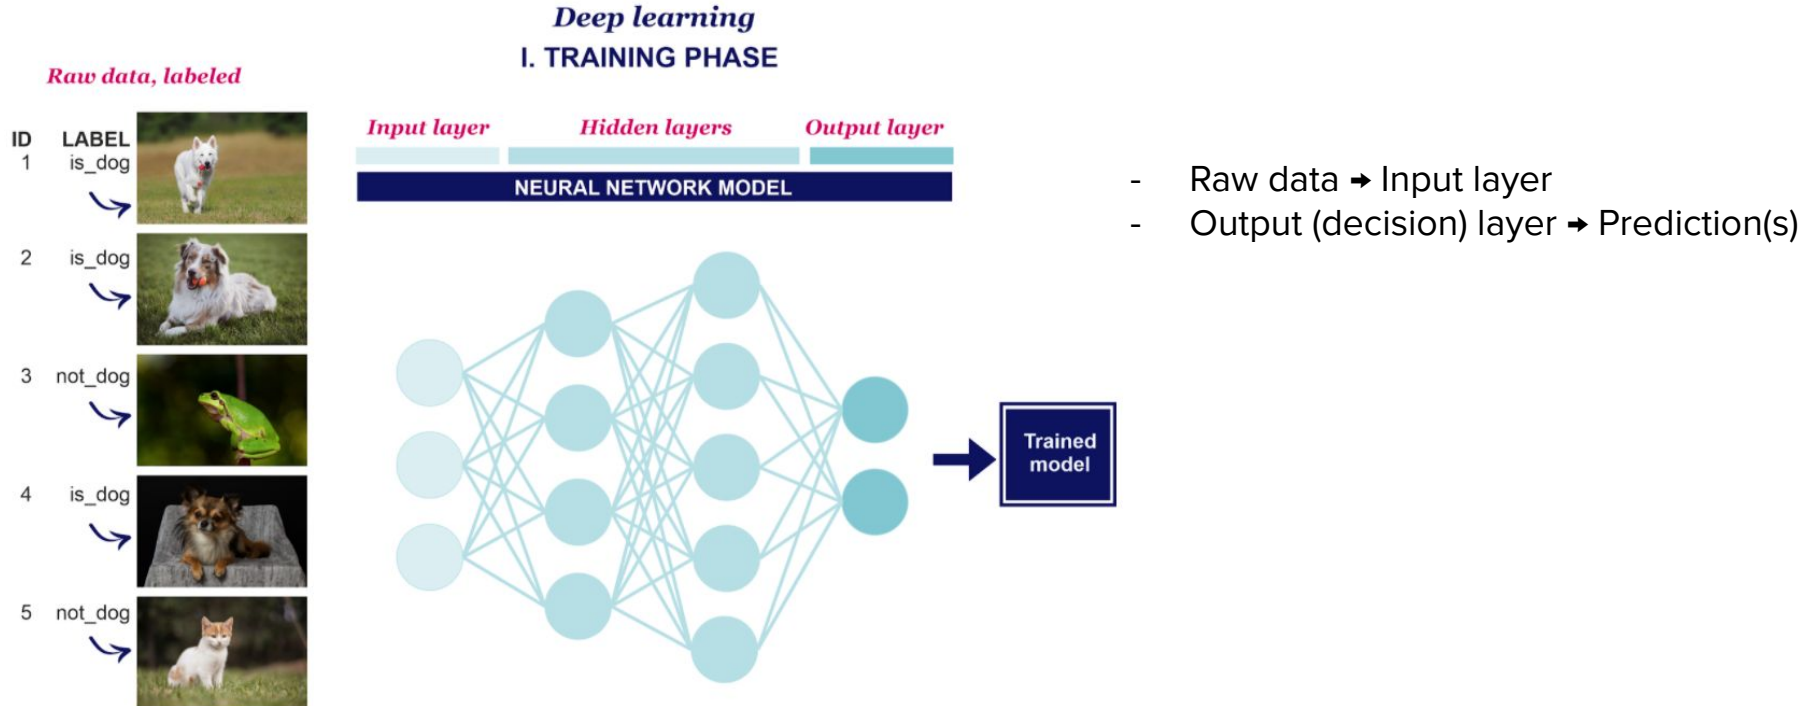 Deep learning
I. TRAINING PHASE
Raw data, labeled
ID LABEL
1 is_dog
2 is_dog
3 not_dog
4 is_dog
5 not_dog
Input layer
Hidden layers
Output layer
NEURAL NETWORK MODEL
Trained
model
- Raw data → Input layer
- Output (decision) layer → Prediction(s)